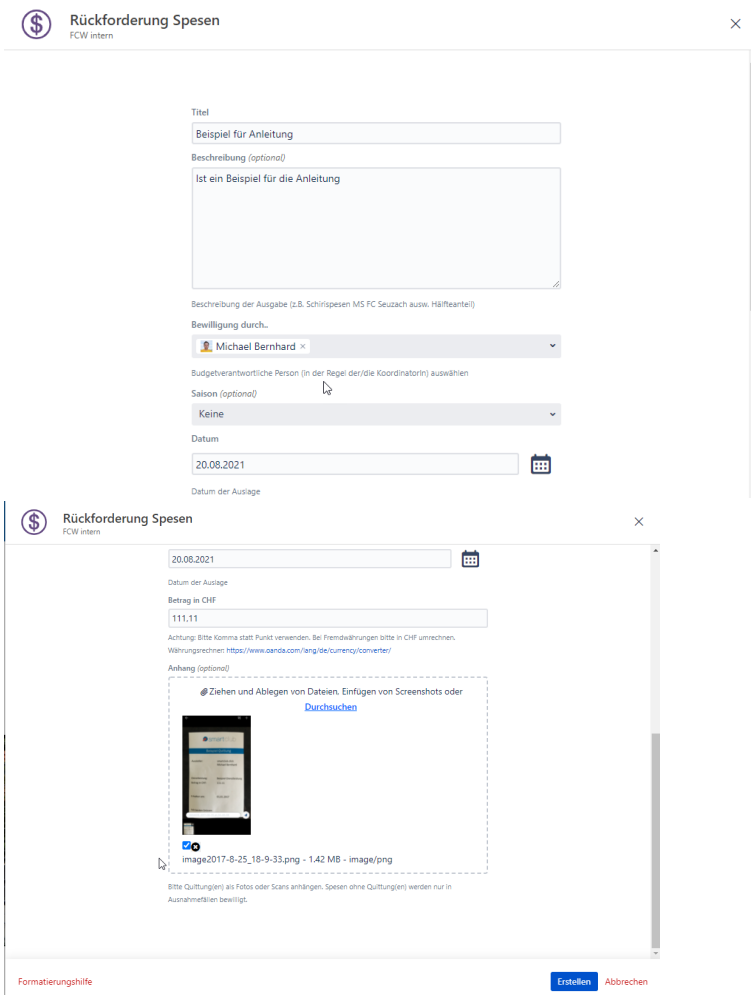 Rückforderung Spesen
FCW intern
Titel
Beispiel für Anleitung
Beschreibung (optional)
Ist ein Beispiel für die Anleitung
Beschreibung der Ausgabe (z.B. Schirispesen MS FC Seuzach ausw. Hälfteanteil)
Bewilligung durch..
Michael Bernhard ×
Budgetverantwortliche Person (in der Regel der/die KoordinatorIn) auswählen
Saison (optional)
Keine
Datum
20.08.2021
Datum der Auslage
Rückforderung Spesen
FCW intern
20.08.2021
Datum der Auslage
Betrag in CHF
111,11
Achtung: Bitte Komma statt Punkt verwenden. Bei Fremdwährungen bitte in CHF umrechnen.
Währungsrechner: https://www.oanda.com/lang/de/currency/converter/
Anhang (optional)
Ziehen und Ablegen von Dateien, Einfügen von Screenshots oder
Durchsuchen
image2017-8-25_18-9-33.png - 1.42 MB - image/png
Bitte Quittung(en) als Fotos oder Scans anhängen. Spesen ohne Quittung(en) werden nur in
Ausnahmefällen bewilligt.
Formatierungshilfe
Erstellen
Abbrechen